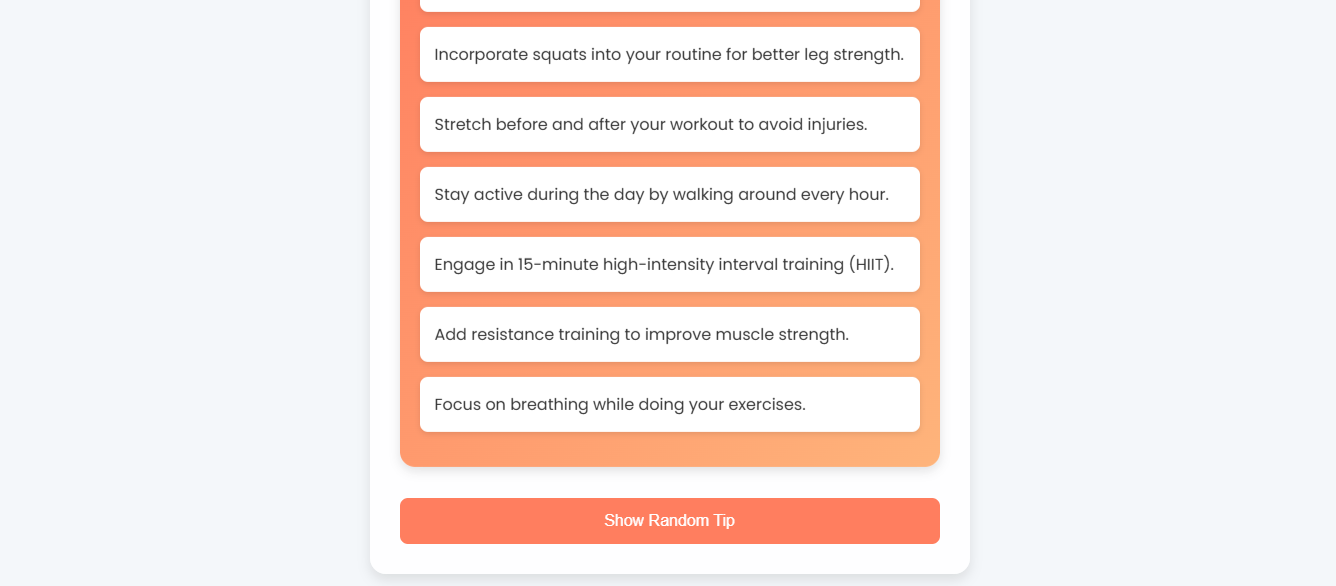 Incorporate squats into your routine for better leg strength.
Stretch before and after your workout to avoid injuries.
Stay active during the day by walking around every hour.
Engage in 15-minute high-intensity interval training (HIIT).
Add resistance training to improve muscle strength.
Focus on breathing while doing your exercises.
Show Random Tip